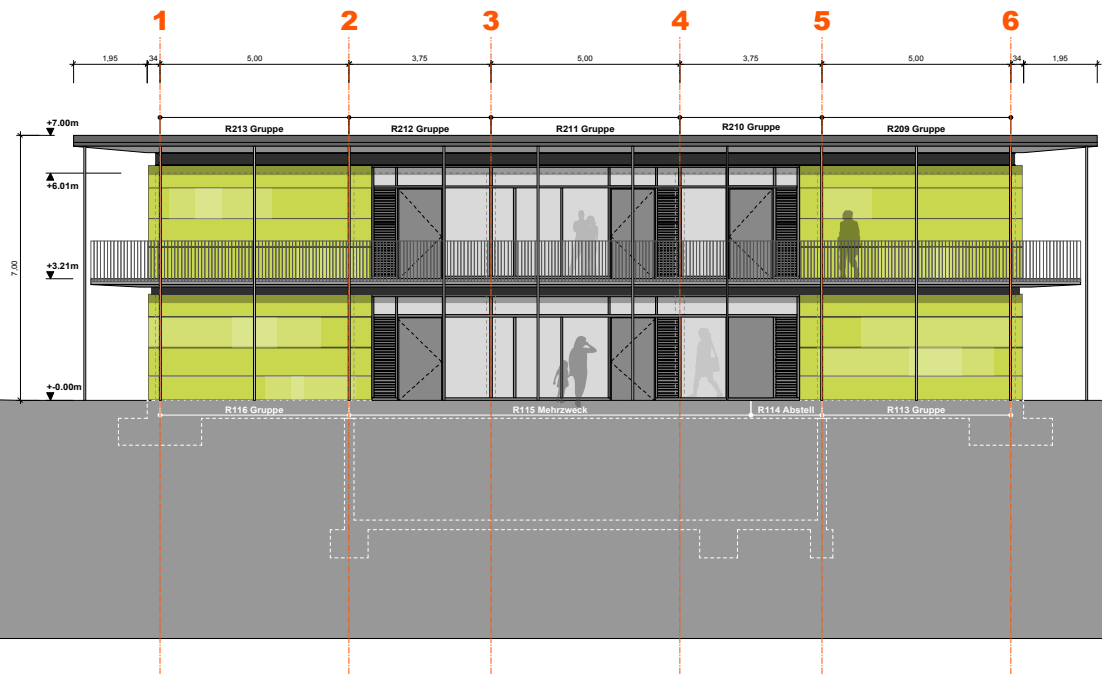 1 2 3 4 5 6
1,95 34 5,00 3,75 5,00 3,75 5,00 34 1,95
+7.00m
R213 Gruppe R212 Gruppe R211 Gruppe R210 Gruppe R209 Gruppe
+6.01m
7,00
+3.21m
+-0.00m
R116 Gruppe R115 Mehrzweck R114 Abstell R113 Gruppe